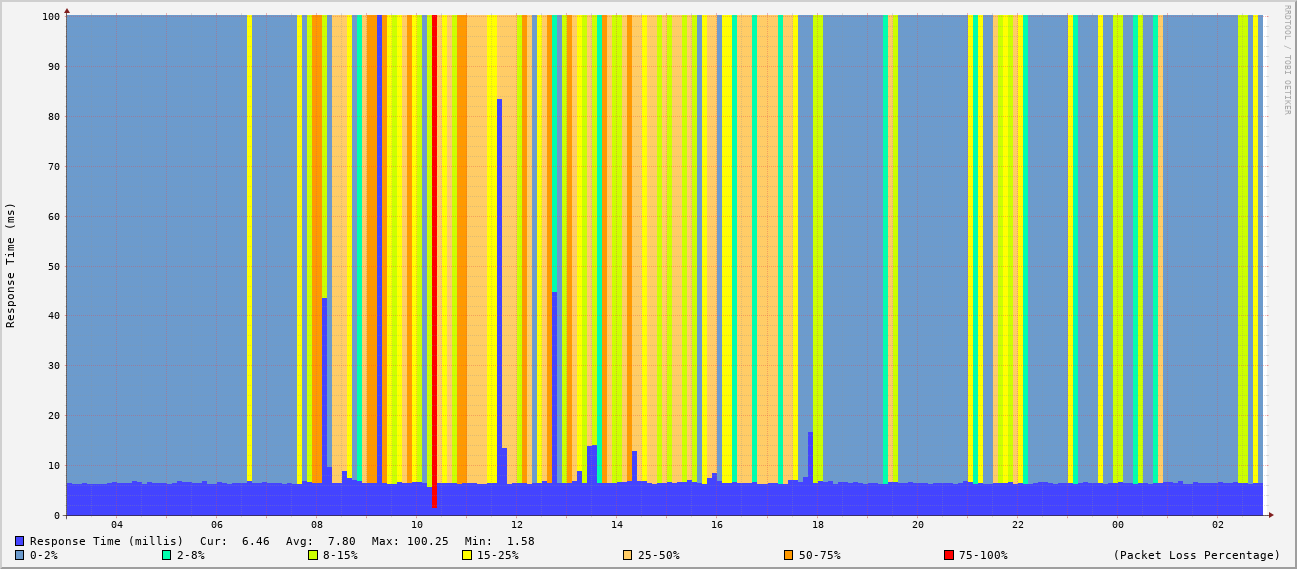 RRDTOOL / TOBI OETIKER
Response Time (ms)
100
90
80
70
60
50
40
30
20
10
0
04 06 08 10 12 14 16 18 20 22 00 02
Response Time (millis) Cur: 6.46 Avg: 7.80 Max: 100.25 Min: 1.58
0-2% 2-8% 8-15% 15-25% 25-50% 50-75% 75-100% (Packet Loss Percentage)